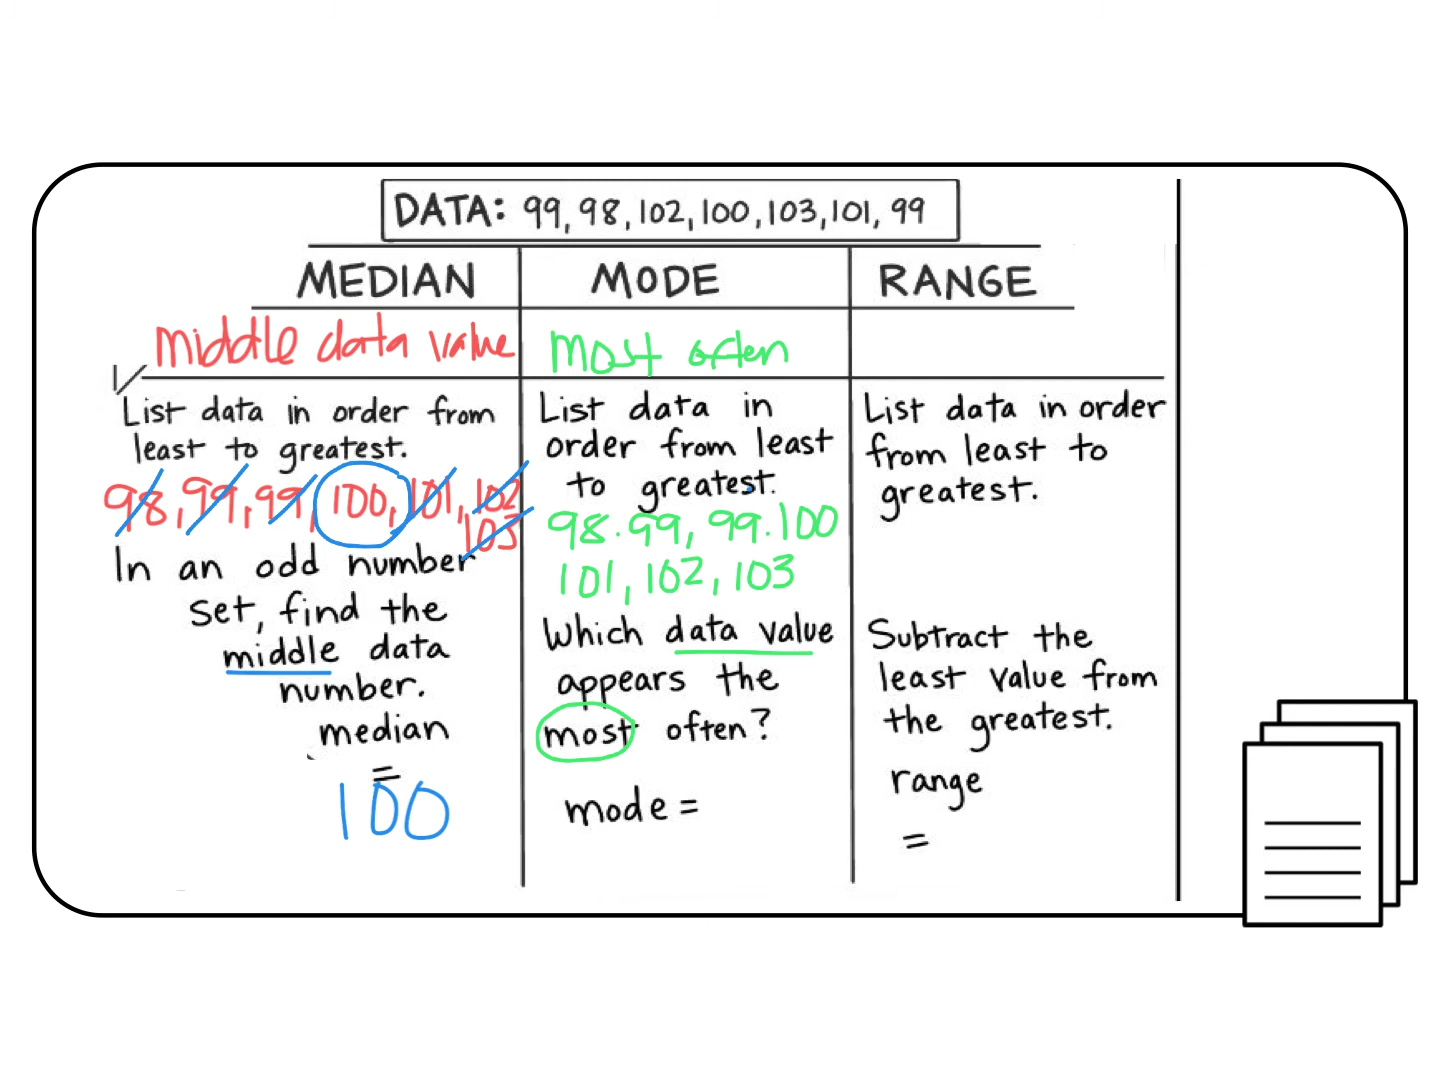 DATA: 99, 98, 102, 100, 103, 101, 99
MEDIAN
middle data value
List data in order from
least to greatest.
98, 99, 99, 100, 101, 102
103
In an odd number
set, find the
middle data
number.
median
=
100
MODE
most often
List data in
order from least
to greatest.
98.99, 99.100
101, 102, 103
Which data value
appears the
most often?
mode =
RANGE
List data in order
from least to
greatest.
Subtract the
least value from
the greatest.
range
=